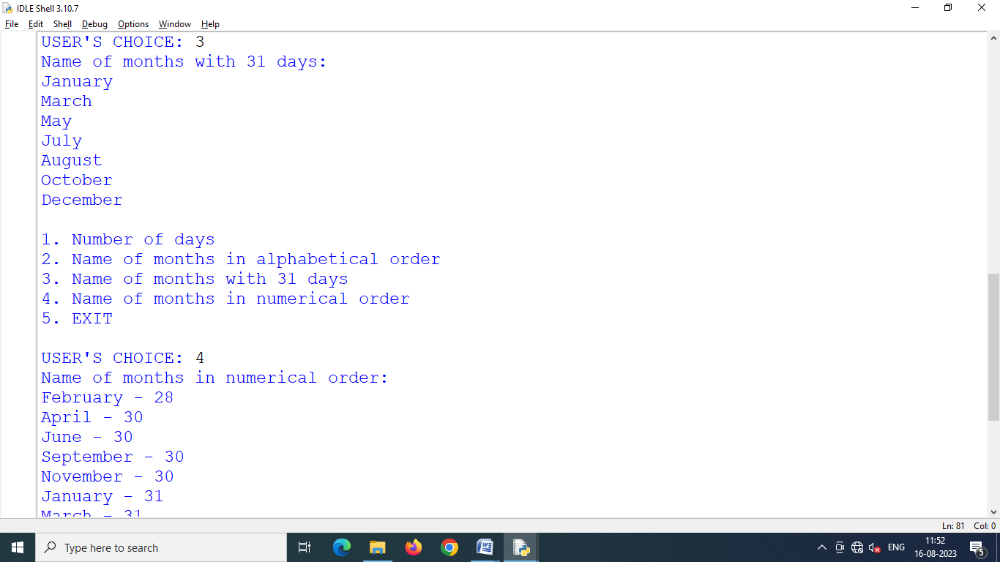 IDLE Shell 3.10.7
File Edit Shell Debug Options Window Help
USER'S CHOICE: 3
Name of months with 31 days:
January
March
May
July
August
October
December
1. Number of days
2. Name of months in alphabetical order
3. Name of months with 31 days
4. Name of months in numerical order
5. EXIT
USER'S CHOICE: 4
Name of months in numerical order:
February - 28
April - 30
June - 30
September - 30
November - 30
January - 31
March - 31
Ln: 81 Col: 0
Type here to search
ENG
11:52
16-08-2023
5